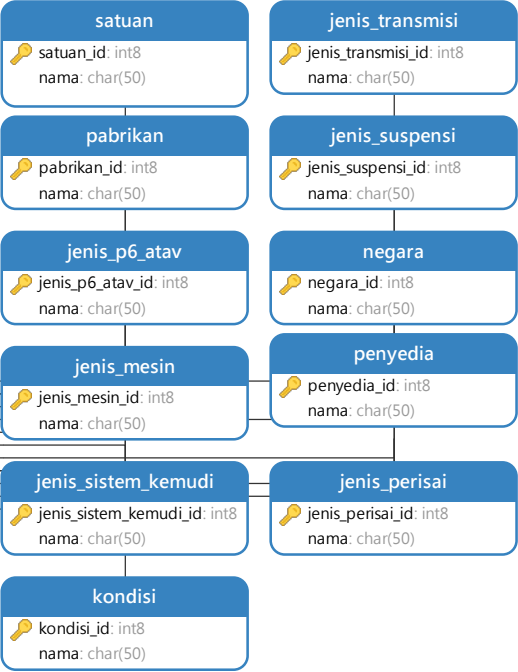 satuan
satuan_id: int8
nama: char(50)
pabrikan
pabrikan_id: int8
nama: char(50)
jenis_p6_atav
jenis_p6_atav_id: int8
nama: char(50)
jenis_mesin
jenis_mesin_id: int8
nama: char(50)
jenis_sistem_kemudi
jenis_sistem_kemudi_id: int8
nama: char(50)
kondisi
kondisi_id: int8
nama: char(50)
jenis_transmisi
jenis_transmisi_id: int8
nama: char(50)
jenis_suspensi
jenis_suspensi_id: int8
nama: char(50)
negara
negara_id: int8
nama: char(50)
penyedia
penyedia_id: int8
nama: char(50)
jenis_perisai
jenis_perisai_id: int8
nama: char(50)